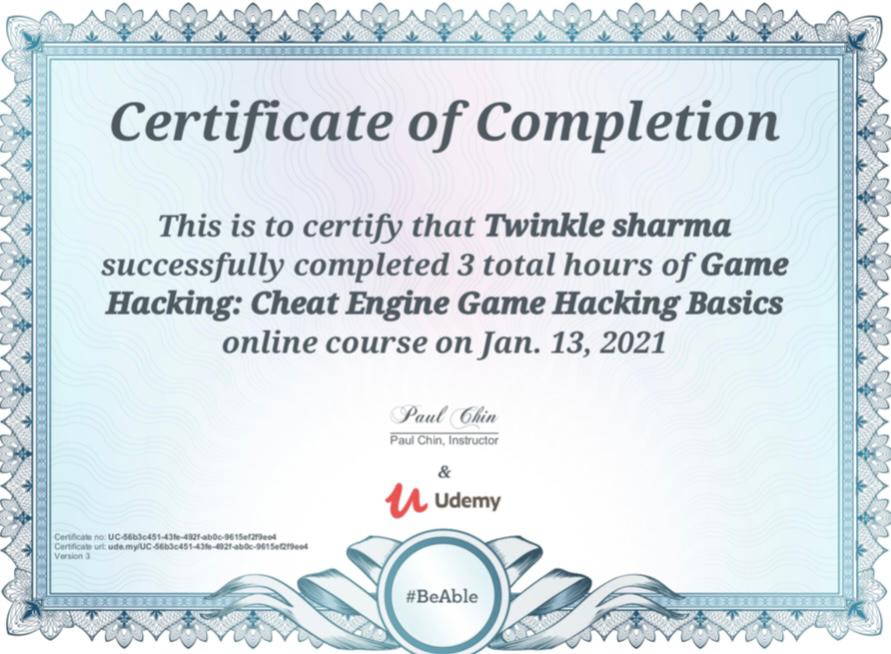 Certificate of Completion
This is to certify that Twinkle sharma
successfully completed 3 total hours of Game
Hacking: Cheat Engine Game Hacking Basics
online course on Jan. 13, 2021
Paul Chin
Paul Chin, Instructor
&
Udemy
Certificate no: UC-56b3c451-43fe-492f-ab0c-9615ef2f9ee4
Certificate url: ude.my/UC-56b3c451-43fe-492f-ab0c-9615ef2f9ee4
Version 3
#BeAble